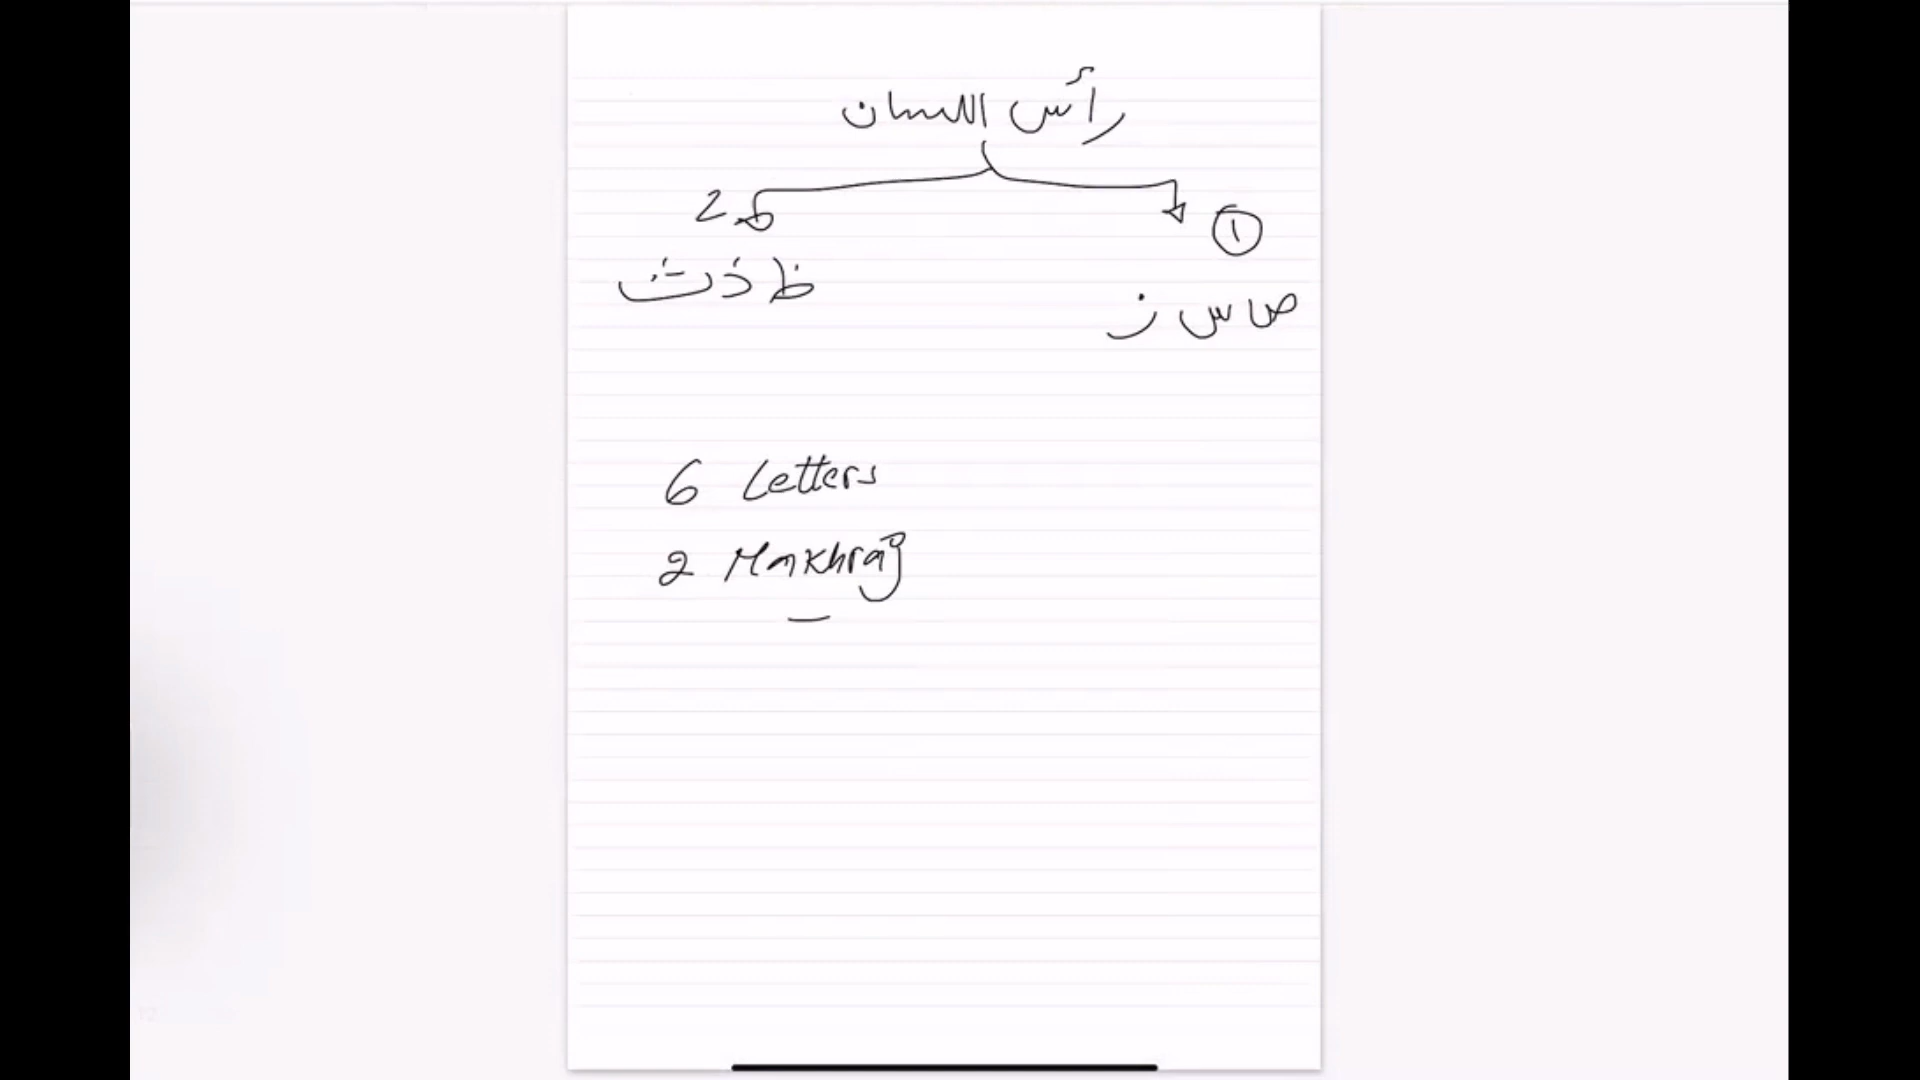 رأس اللسان
① 2
ص س ز
ظ ذ ث
6 Letters
2 Makhraj